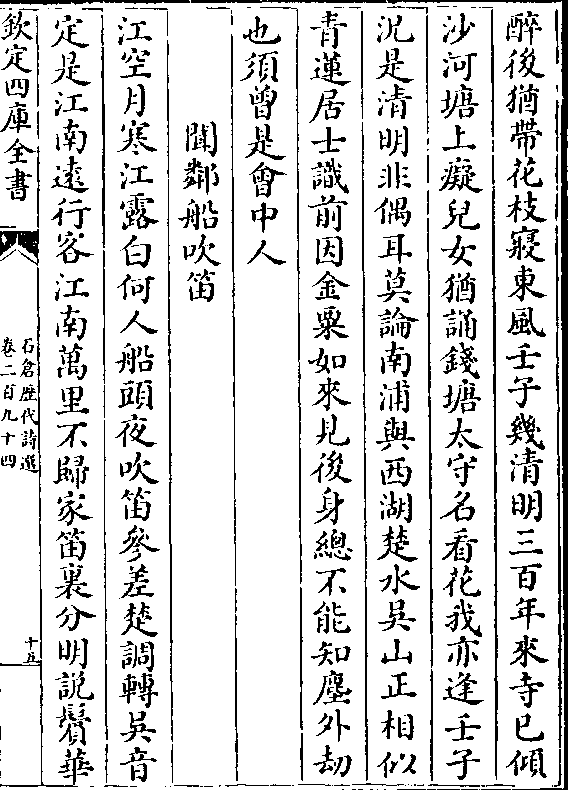 醉後猶帶花枝寢東風壬子幾清明三百年來寺已傾
沙河塘上癡兒女猶誦錢塘太守名看花我亦逢壬子
況是清明非偶耳莫論南浦與西湖楚水吳山正相似
青蓮居士識前因金粟如來見後身總不能知塵外劫
也須曾是會中人
聞鄰船吹笛
江空月寒江露白何人船頭夜吹笛參差楚調轉吳音
定是江南遠行客江南萬里不歸家笛裏分明説鬢華
欽定四庫全書
石倉歴代詩選
卷二百九十四
十五